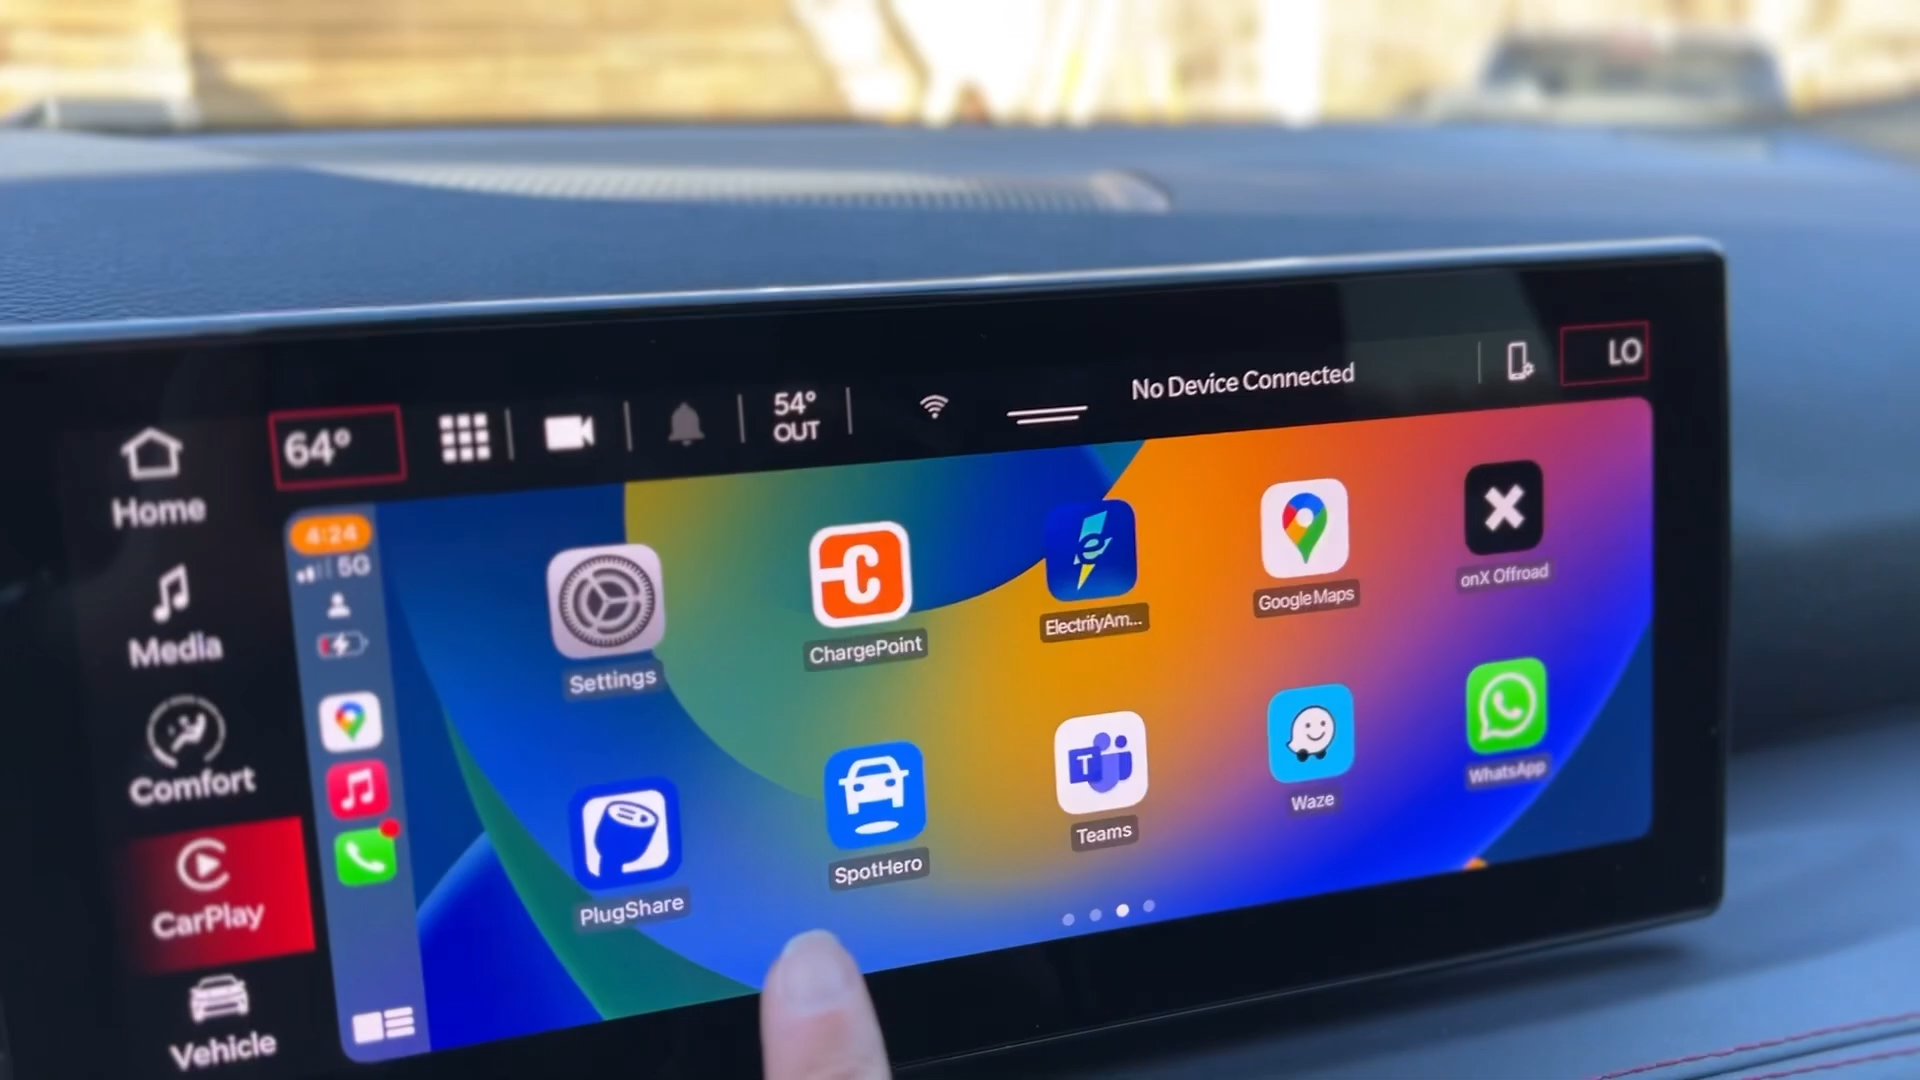 64°
54°
OUT
No Device Connected
LO
Home
Media
Comfort
CarPlay
Vehicle
4:24
5G
Settings
ChargePoint
ElectrifyAm...
Google Maps
onX Offroad
PlugShare
SpotHero
T
Teams
Waze
WhatsApp